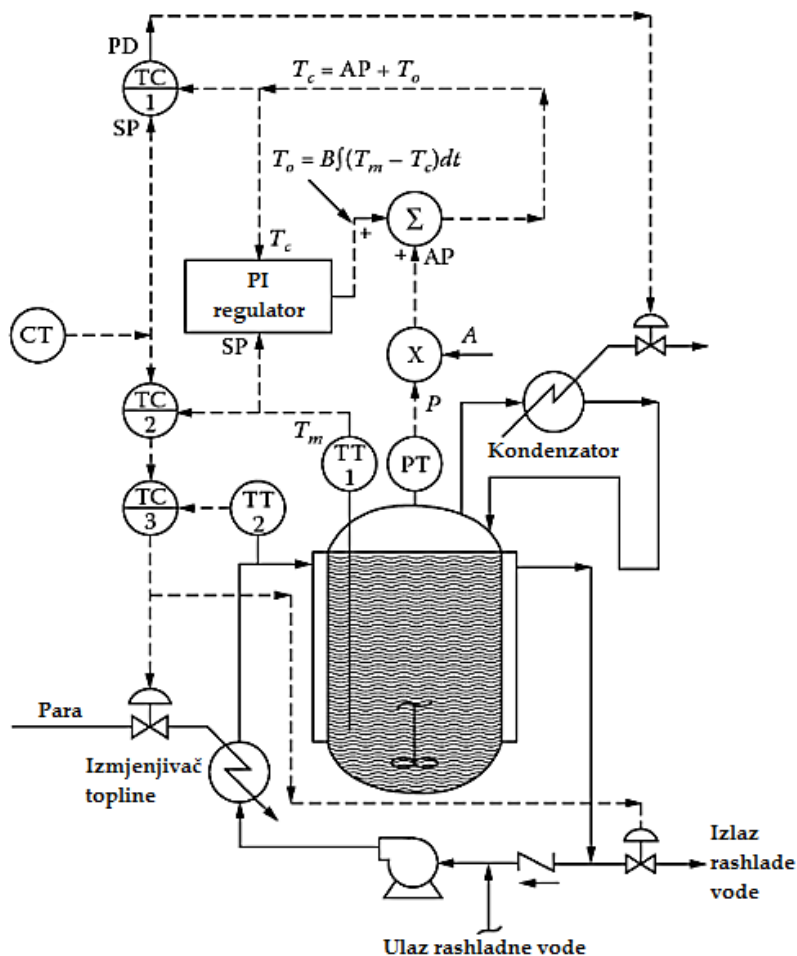 PD
TC
1
SP
T_c = AP + T_o
T_o = B∫(T_m − T_c)dt
T_c
+
Σ
+
AP
PI
regulator
SP
CT
X
A
P
TC
2
T_m
TT
1
PT
Kondenzator
TC
3
TT
2
Para
Izmjenjivač
topline
Izlaz
rashlade
vode
Ulaz rashladne vode